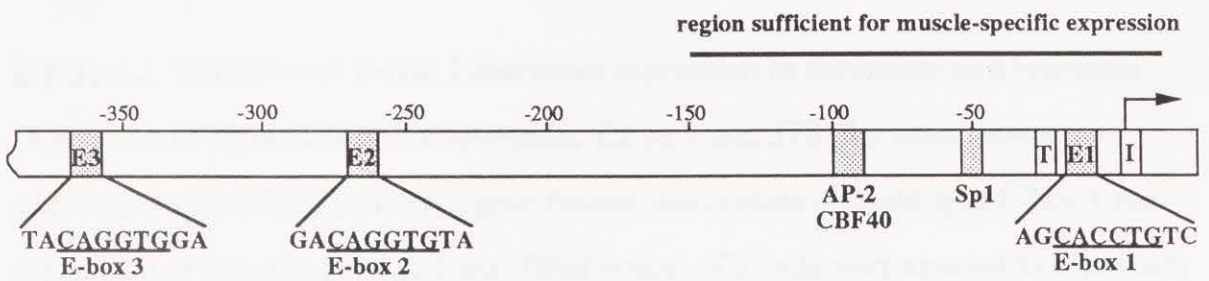 region sufficient for muscle-specific expression
-350 -300 -250 -200 -150 -100 -50
E3 E2 T E1 I
AP-2 Sp1
CBF40
TACAGGTGGA GACAGGTGTA AGCACCTGTC
E-box 3 E-box 2 E-box 1